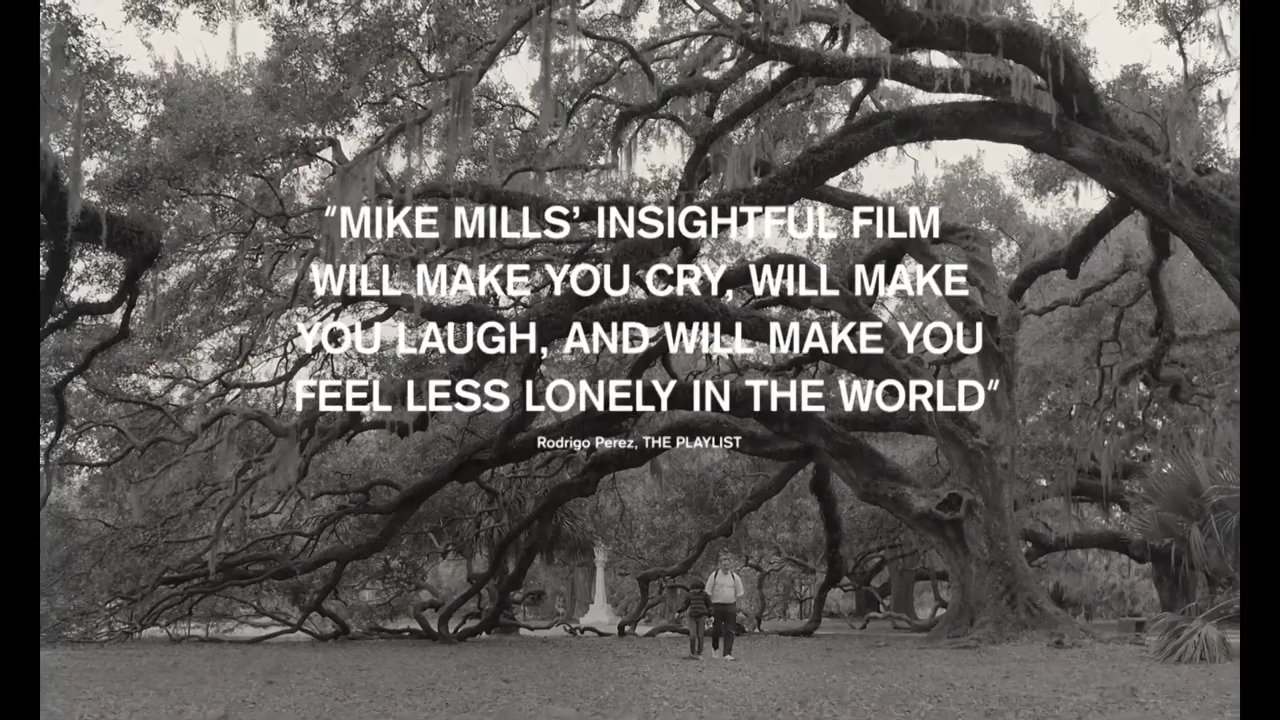 “MIKE MILLS’ INSIGHTFUL FILM
WILL MAKE YOU CRY, WILL MAKE
YOU LAUGH, AND WILL MAKE YOU
FEEL LESS LONELY IN THE WORLD”
Rodrigo Perez, THE PLAYLIST